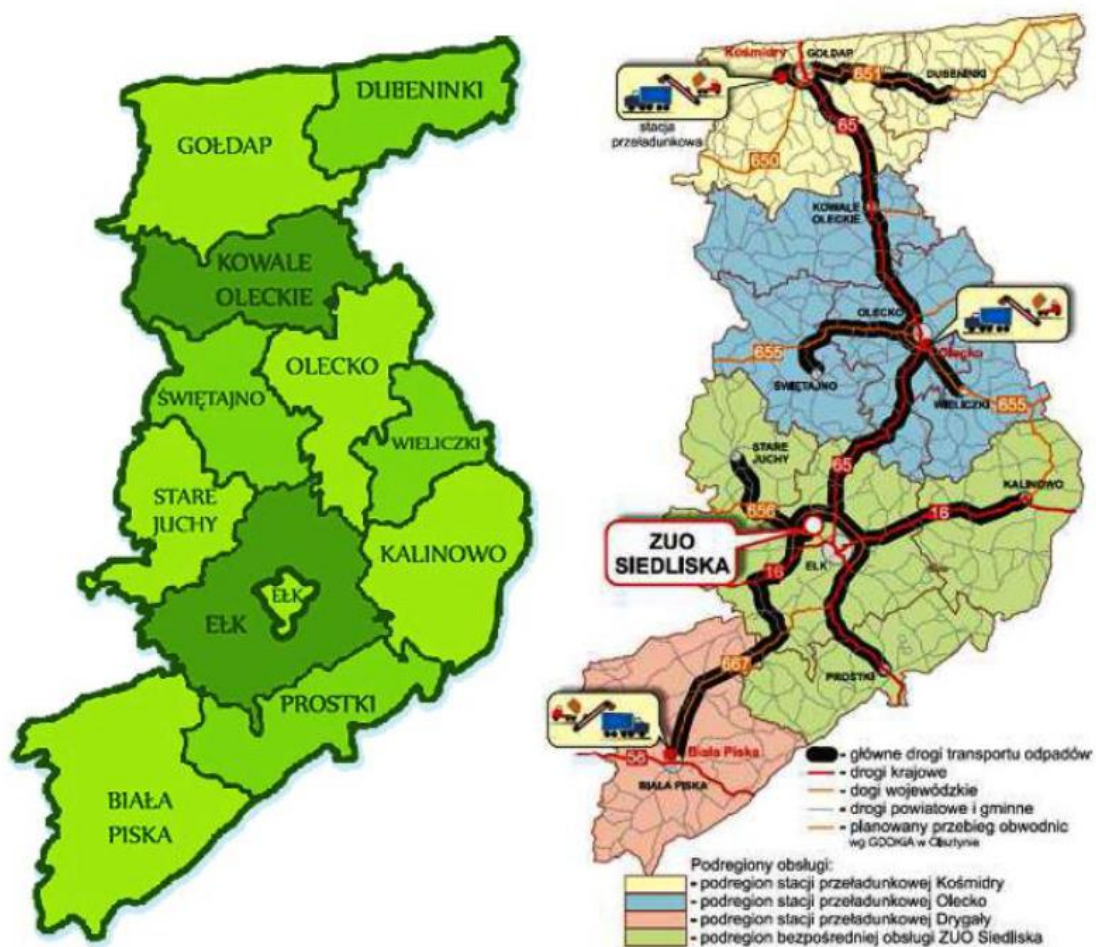 DUBENINKI
GOŁDAP
KOWALE
OLECKIE
OLECKO
ŚWIĘTAJNO
WIELICZKI
STARE
JUCHY
KALINOWO
EŁK
EŁK
PROSTKI
BIAŁA
PISKA
Kośmidry
GOŁDAP
651
DUBENINKI
stacja
przeładunkowa
65
650
KOWALE
OLECKIE
OLECKO
Olecko
655
ŚWIĘTAJNO
WIELICZKI
655
STARE
JUCHY
65
KALINOWO
656
16
ZUO
SIEDLISKA
EŁK
16
667
PROSTKI
58
Biała Piska
BIAŁA PISKA
- główne drogi transportu odpadów
- drogi krajowe
- dogi wojewódzkie
- drogi powiatowe i gminne
- planowany przebieg obwodnic
wg GDDKiA w Olsztynie
Podregiony obsługi:
- podregion stacji przeładunkowej Kośmidry
- podregion stacji przeładunkowej Olecko
- podregion stacji przeładunkowej Drygały
- podregion bezpośredniej obsługi ZUO Siedliska